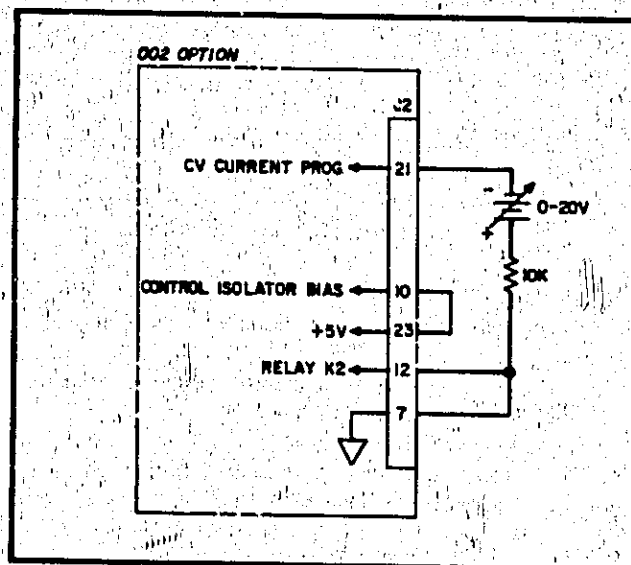 002 OPTION
J2
CV CURRENT PROG
21
-
0-20V
+
10K
CONTROL ISOLATOR BIAS
10
+5V
23
RELAY K2
12
7